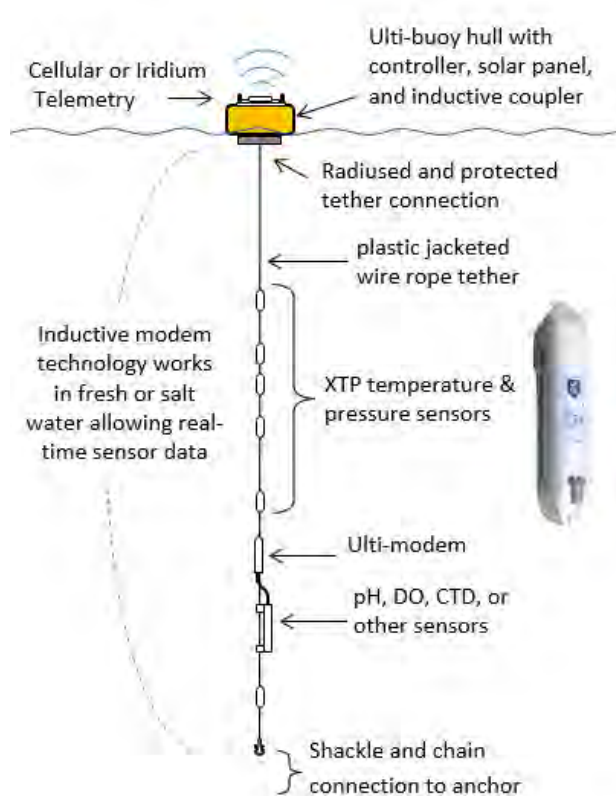 Cellular or Iridium
Telemetry
Ulti-buoy hull with
controller, solar panel,
and inductive coupler
Radiused and protected
tether connection
plastic jacketed
wire rope tether
Inductive modem
technology works
in fresh or salt
water allowing real-
time sensor data
XTP temperature &
pressure sensors
Ulti-modem
pH, DO, CTD, or
other sensors
Shackle and chain
connection to anchor